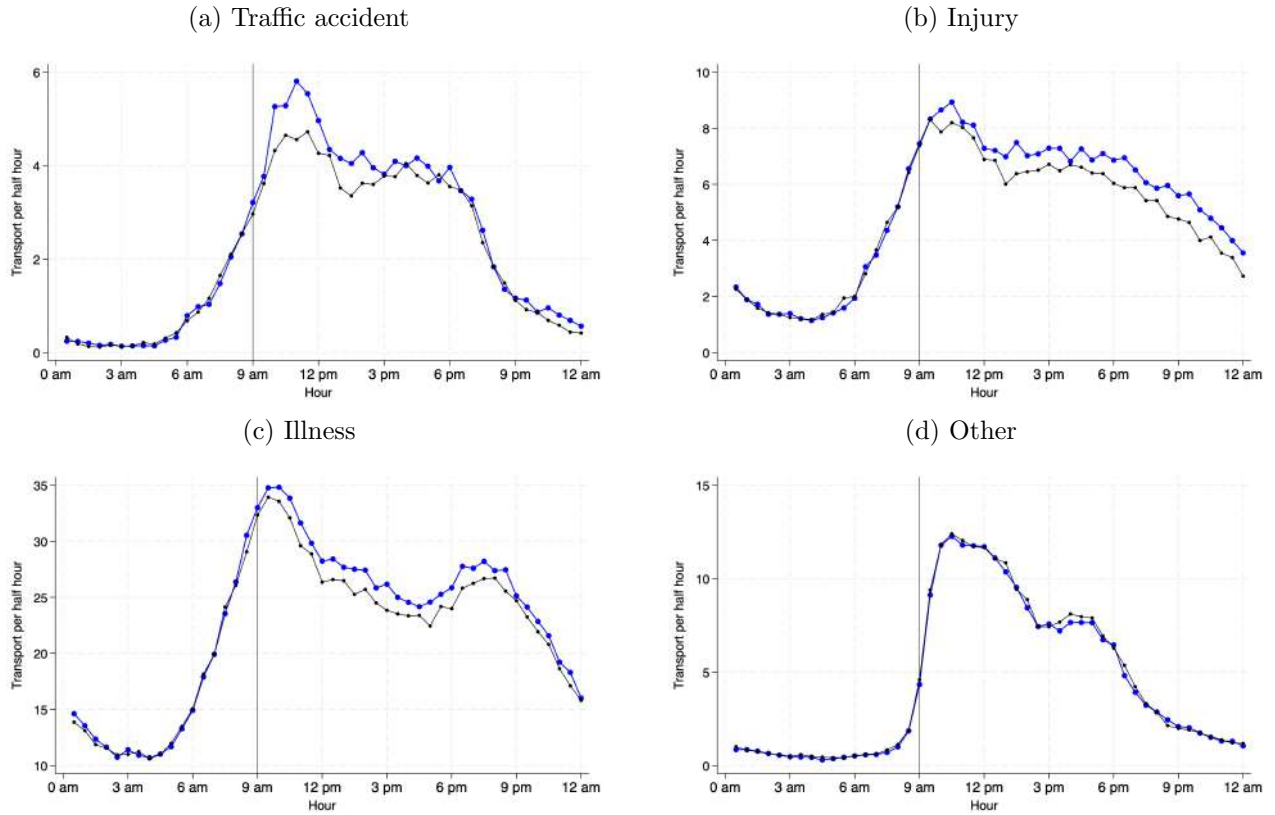 (a) Traffic accident
Transport per half hour
6
4
2
0
0 am 3 am 6 am 9 am 12 pm 3 pm 6 pm 9 pm 12 am
Hour
(b) Injury
Transport per half hour
10
8
6
4
2
0
0 am 3 am 6 am 9 am 12 pm 3 pm 6 pm 9 pm 12 am
Hour
(c) Illness
Transport per half hour
35
30
25
20
15
10
0 am 3 am 6 am 9 am 12 pm 3 pm 6 pm 9 pm 12 am
Hour
(d) Other
Transport per half hour
15
10
5
0
0 am 3 am 6 am 9 am 12 pm 3 pm 6 pm 9 pm 12 am
Hour